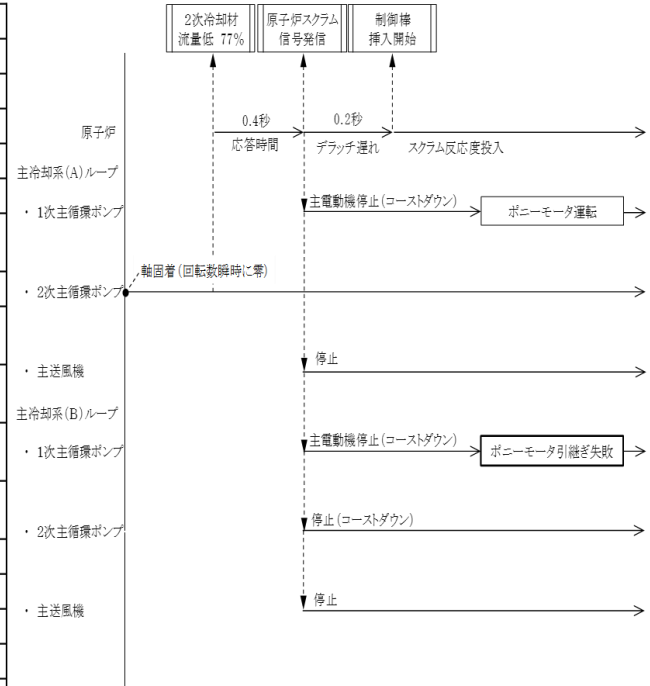 2次冷却材
流量低 77%
原子炉スクラム
信号発信
制御棒
挿入開始
原子炉
0.4秒
応答時間
0.2秒
デラッチ遅れ
スクラム反応度投入
主冷却系(A)ループ
・ 1次主循環ポンプ
主電動機停止(コーストダウン)
ポニーモータ運転
軸固着(回転数瞬時に零)
・ 2次主循環ポンプ
・ 主送風機
停止
主冷却系(B)ループ
・ 1次主循環ポンプ
主電動機停止(コーストダウン)
ポニーモータ引継ぎ失敗
・ 2次主循環ポンプ
停止(コーストダウン)
・ 主送風機
停止